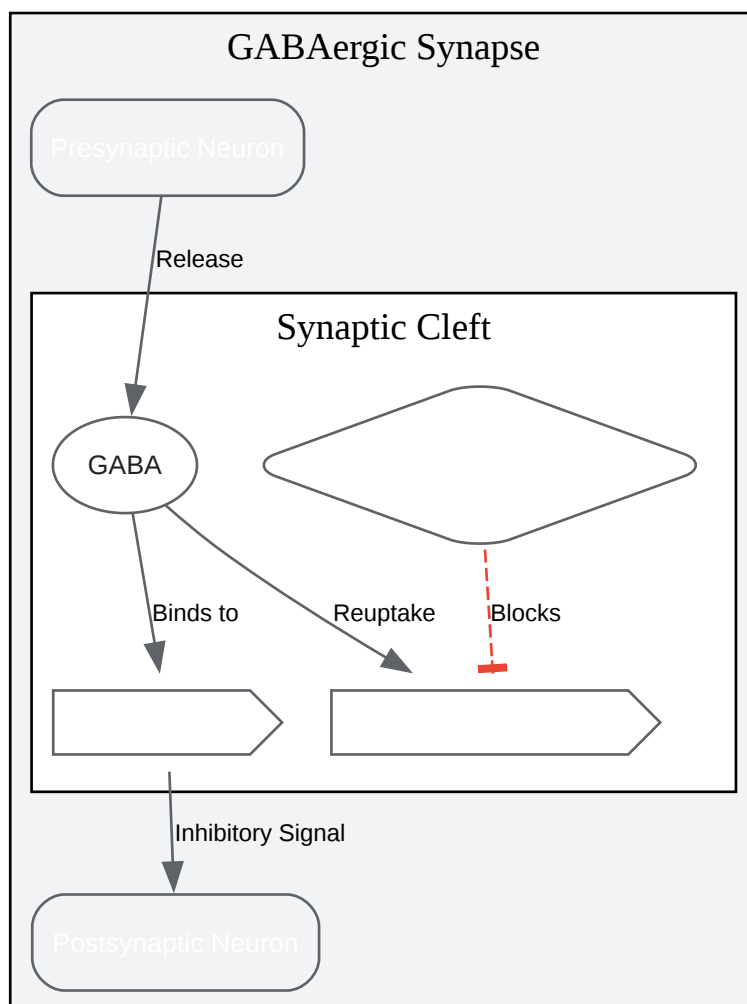 GABAergic Synapse
Presynaptic Neuron
Release
Synaptic Cleft
GABA
Binds to
Reuptake
Blocks
Inhibitory Signal
Postsynaptic Neuron